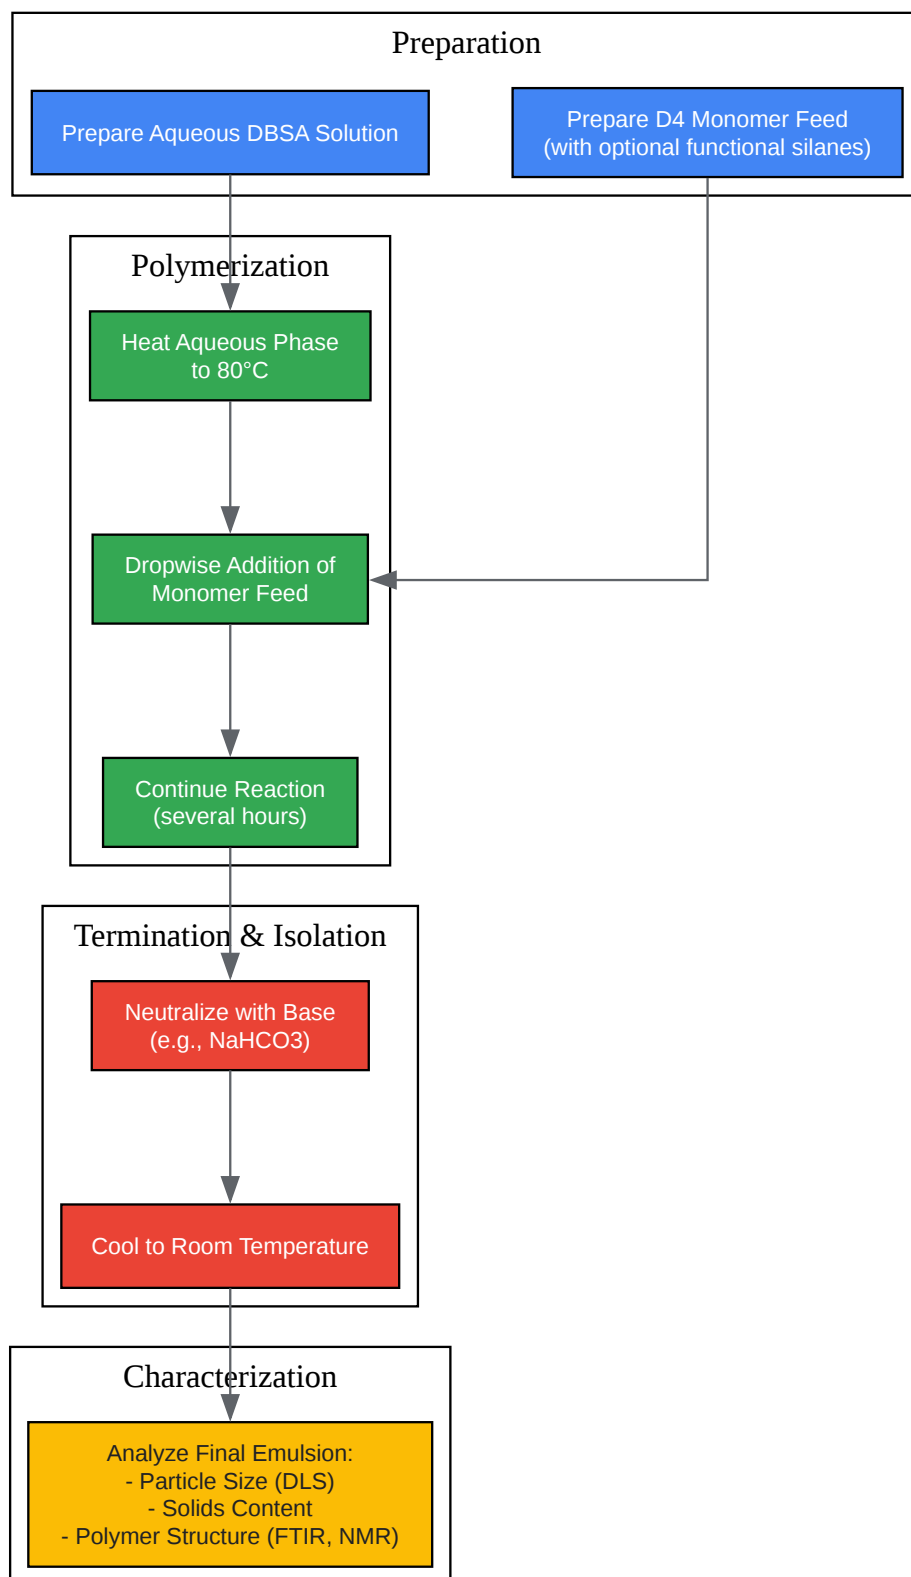 Preparation
Prepare Aqueous DBSA Solution
Prepare D4 Monomer Feed
(with optional functional silanes)
Polymerization
Heat Aqueous Phase
to 80°C
Dropwise Addition of
Monomer Feed
Continue Reaction
(several hours)
Termination & Isolation
Neutralize with Base
(e.g., NaHCO3)
Cool to Room Temperature
Characterization
Analyze Final Emulsion:
- Particle Size (DLS)
- Solids Content
- Polymer Structure (FTIR, NMR)